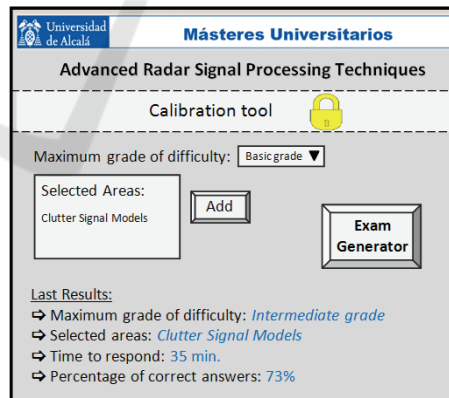 Universidad
de Alcalá
Másteres Universitarios
Advanced Radar Signal Processing Techniques
Calibration tool
Maximum grade of difficulty: Basic grade ▼
Selected Areas:
Clutter Signal Models
Add
Exam
Generator
Last Results:
⇨ Maximum grade of difficulty: Intermediate grade
⇨ Selected areas: Clutter Signal Models
⇨ Time to respond: 35 min.
⇨ Percentage of correct answers: 73%